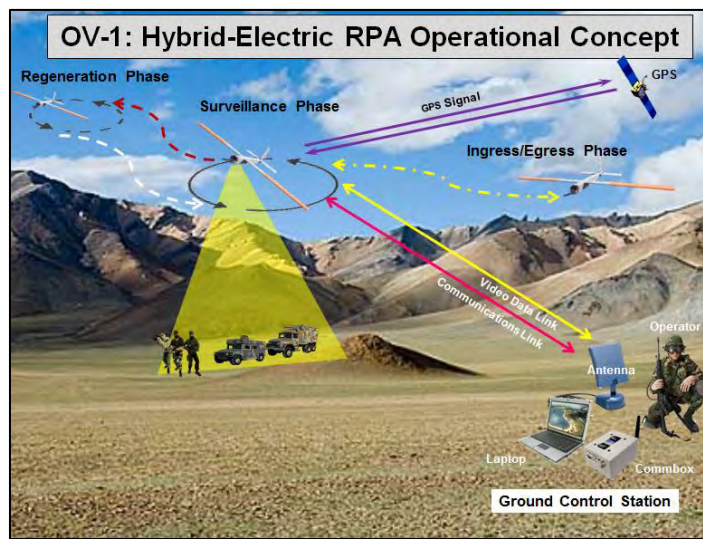 OV-1: Hybrid-Electric RPA Operational Concept
Regeneration Phase
Surveillance Phase
GPS Signal
GPS
Ingress/Egress Phase
Video Data Link
Communications Link
Operator
Antenna
Laptop
Commbox
Ground Control Station